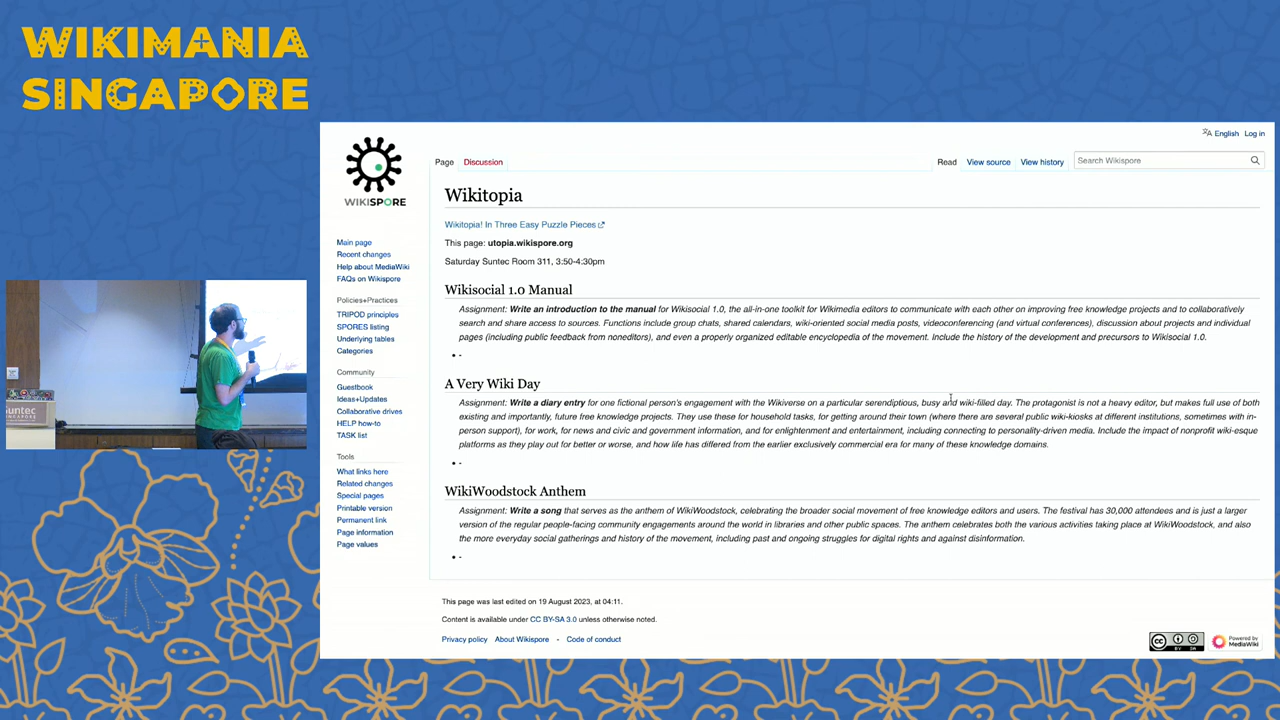 WIKIMANIA
SINGAPORE
English Log in
WIKISPORE
Page Discussion Read View source View history Search Wikispore
Wikitopia
Wikitopia! In Three Easy Puzzle Pieces
This page: utopia.wikispore.org
Saturday Suntec Room 311, 3:50-4:30pm
Main page
Recent changes
Help about MediaWiki
FAQs on Wikispore
Policies+Practices
TRIPOD principles
SPORES listing
Underlying tables
Categories
Community
Guestbook
Ideas+Updates
Collaborative drives
HELP how-to
TASK list
Tools
What links here
Related changes
Special pages
Printable version
Permanent link
Page information
Page values
Wikisocial 1.0 Manual
Assignment: Write an introduction to the manual for Wikisocial 1.0, the all-in-one toolkit for Wikimedia editors to communicate with each other on improving free knowledge projects and to collaboratively
search and share access to sources. Functions include group chats, shared calendars, wiki-oriented social media posts, videoconferencing (and virtual conferences), discussion about projects and individual
pages (including public feedback from noneditors), and even a properly organized editable encyclopedia of the movement. Include the history of the development and precursors to Wikisocial 1.0.
• -
A Very Wiki Day
Assignment: Write a diary entry for one fictional person's engagement with the Wikiverse on a particular serendipitous, busy and wiki-filled day. The protagonist is not a heavy editor, but makes full use of both
existing and importantly, future free knowledge projects. They use these for household tasks, for getting around their town (where there are several public wiki-kiosks at different institutions, sometimes with in-
person support), for work, for news and civic and government information, and for enlightenment and entertainment, including connecting to personality-driven media. Include the impact of nonprofit wiki-esque
platforms as they play out for better or worse, and how life has differed from the earlier exclusively commercial era for many of these knowledge domains.
• -
WikiWoodstock Anthem
Assignment: Write a song that serves as the anthem of WikiWoodstock, celebrating the broader social movement of free knowledge editors and users. The festival has 30,000 attendees and is just a larger
version of the regular people-facing community engagements around the world in libraries and other public spaces. The anthem celebrates both the various activities taking place at WikiWoodstock, and also
the more everyday social gatherings and history of the movement, including past and ongoing struggles for digital rights and against disinformation.
• -
This page was last edited on 19 August 2023, at 04:11.
Content is available under CC BY-SA 3.0 unless otherwise noted.
Privacy policy About Wikispore • Code of conduct
CC BY SA
Powered by
MediaWiki
Suntec
SINGAPORE